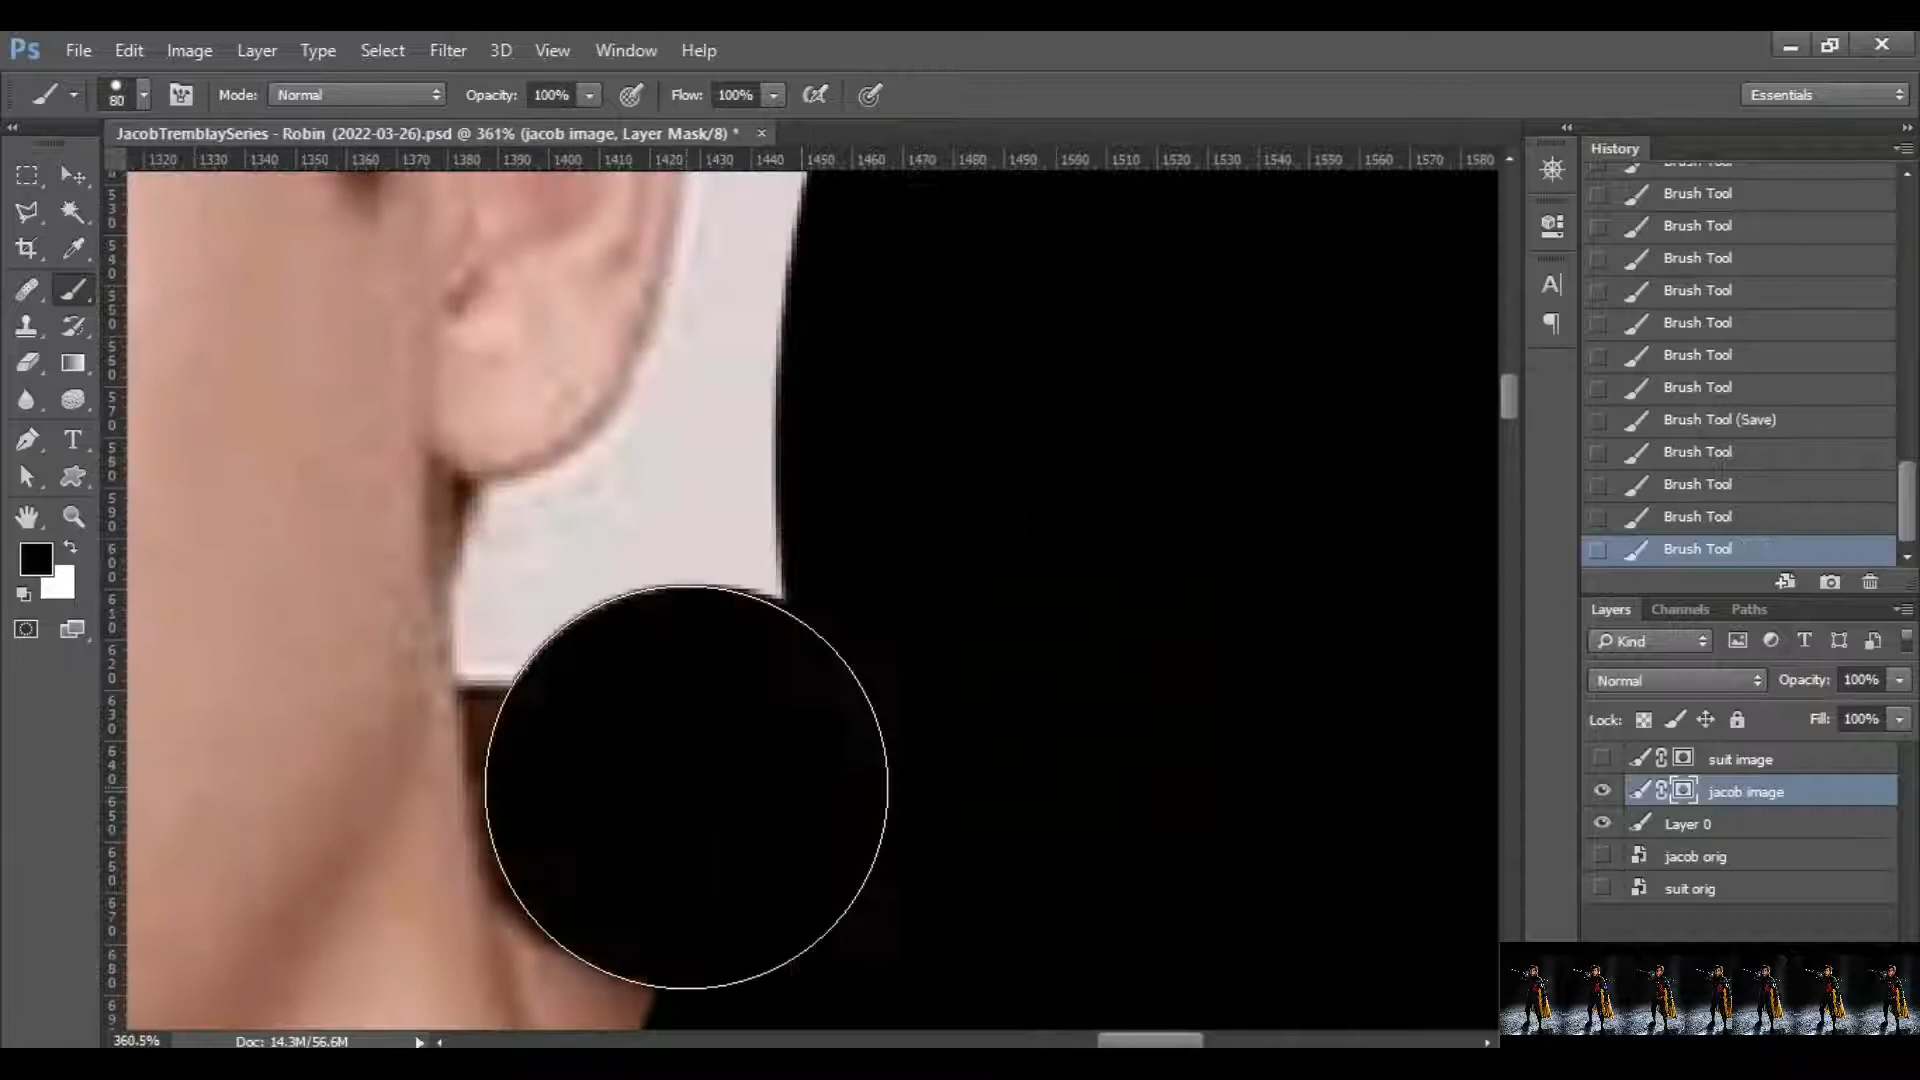 Ps File Edit Image Layer Type Select Filter 3D View Window Help
80 Mode: Normal Opacity: 100% Flow: 100% Essentials
JacobTremblaySeries - Robin (2022-03-26).psd @ 361% (jacob image, Layer Mask/8) * ×
1320 1330 1340 1350 1360 1370 1380 1390 1400 1410 1420 1430 1440 1450 1460 1470 1480 1490 1500 1510 1520 1530 1540 1550 1560 1570 1580
History
Brush Tool
Brush Tool
Brush Tool
Brush Tool
Brush Tool
Brush Tool
Brush Tool
Brush Tool
Brush Tool (Save)
Brush Tool
Brush Tool
Brush Tool
Brush Tool
Layers Channels Paths
Kind
Normal Opacity: 100%
Lock: Fill: 100%
suit image
jacob image
Layer 0
jacob orig
suit orig
360.5% Doc: 14.3M/56.6M